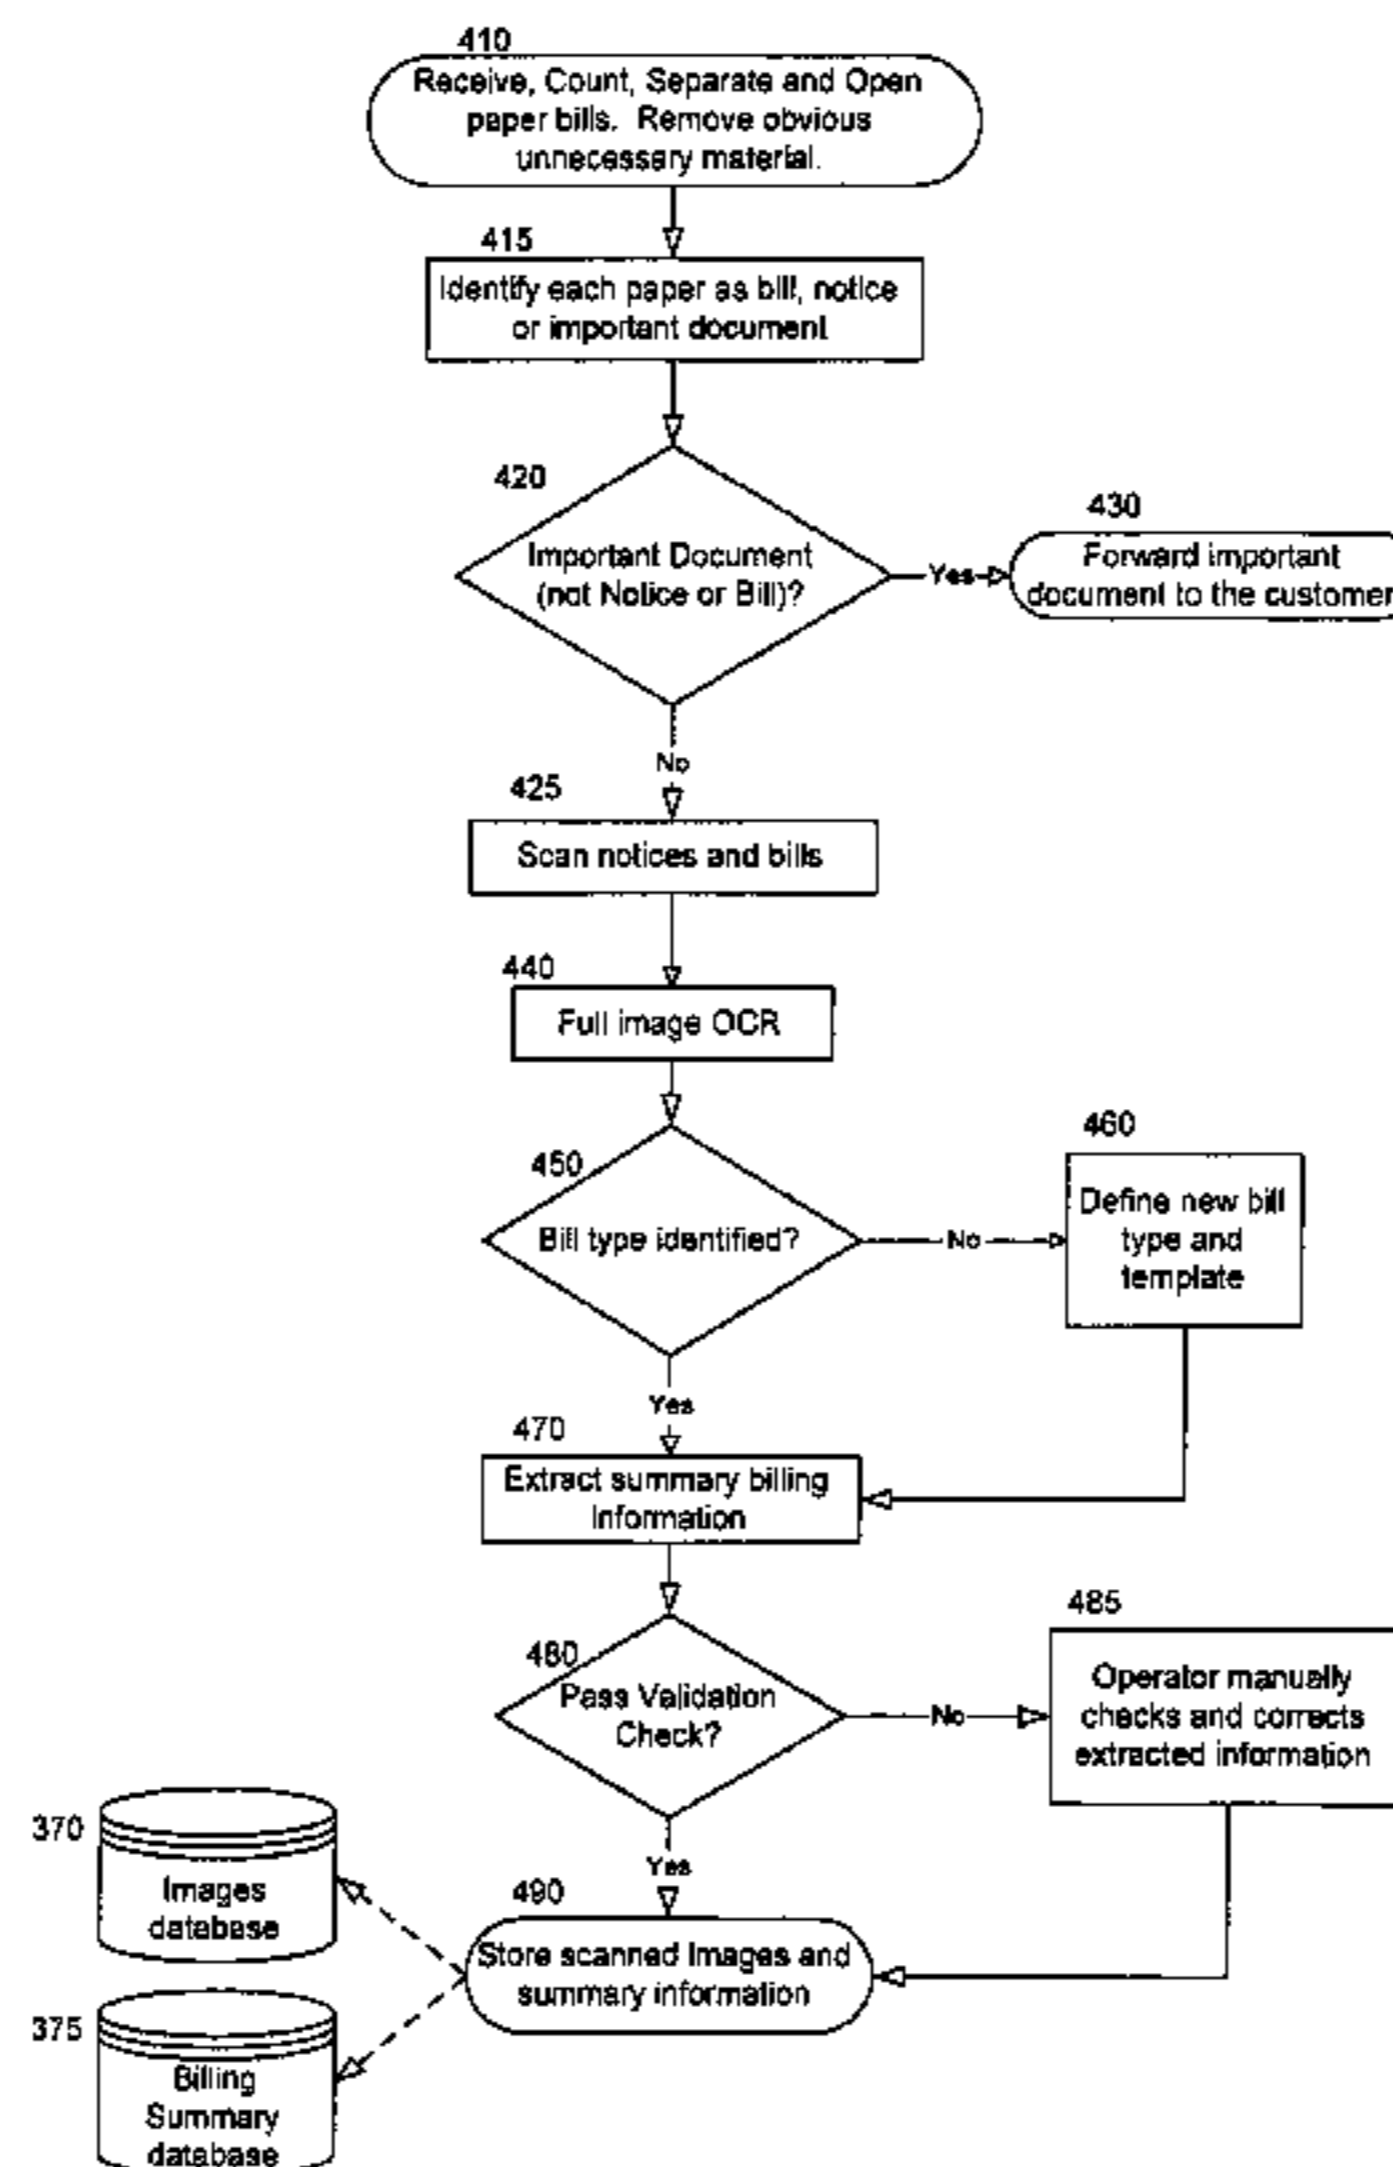 410
Receive, Count, Separate and Open
paper bills. Remove obvious
unnecessary material.
415
Identify each paper as bill, notice
or important document
420
Important Document
(not Notice or Bill)?
Yes
430
Forward important
document to the customer
No
425
Scan notices and bills
440
Full image OCR
450
Bill type identified?
No
460
Define new bill
type and
template
Yes
470
Extract summary billing
Information
480
Pass Validation
Check?
No
485
Operator manually
checks and corrects
extracted information
Yes
490
Store scanned Images and
summary information
370
Images
database
375
Billing
Summary
database